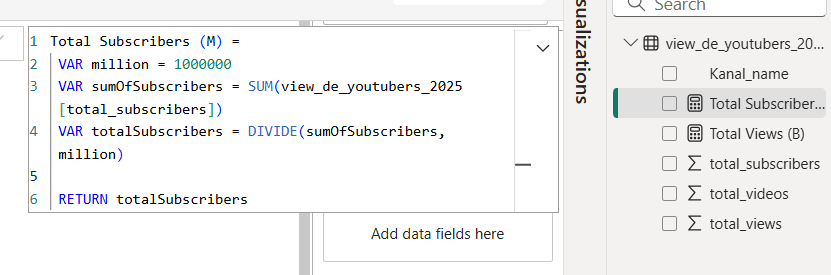 1 Total Subscribers (M) =
2 VAR million = 1000000
3 VAR sumOfSubscribers = SUM(view_de_youtubers_2025
[total_subscribers])
4 VAR totalSubscribers = DIVIDE(sumOfSubscribers,
million)
5
6 RETURN totalSubscribers
Add data fields here
sualizations
Search
view_de_youtubers_20...
Kanal_name
Total Subscriber...
Total Views (B)
total_subscribers
total_videos
total_views